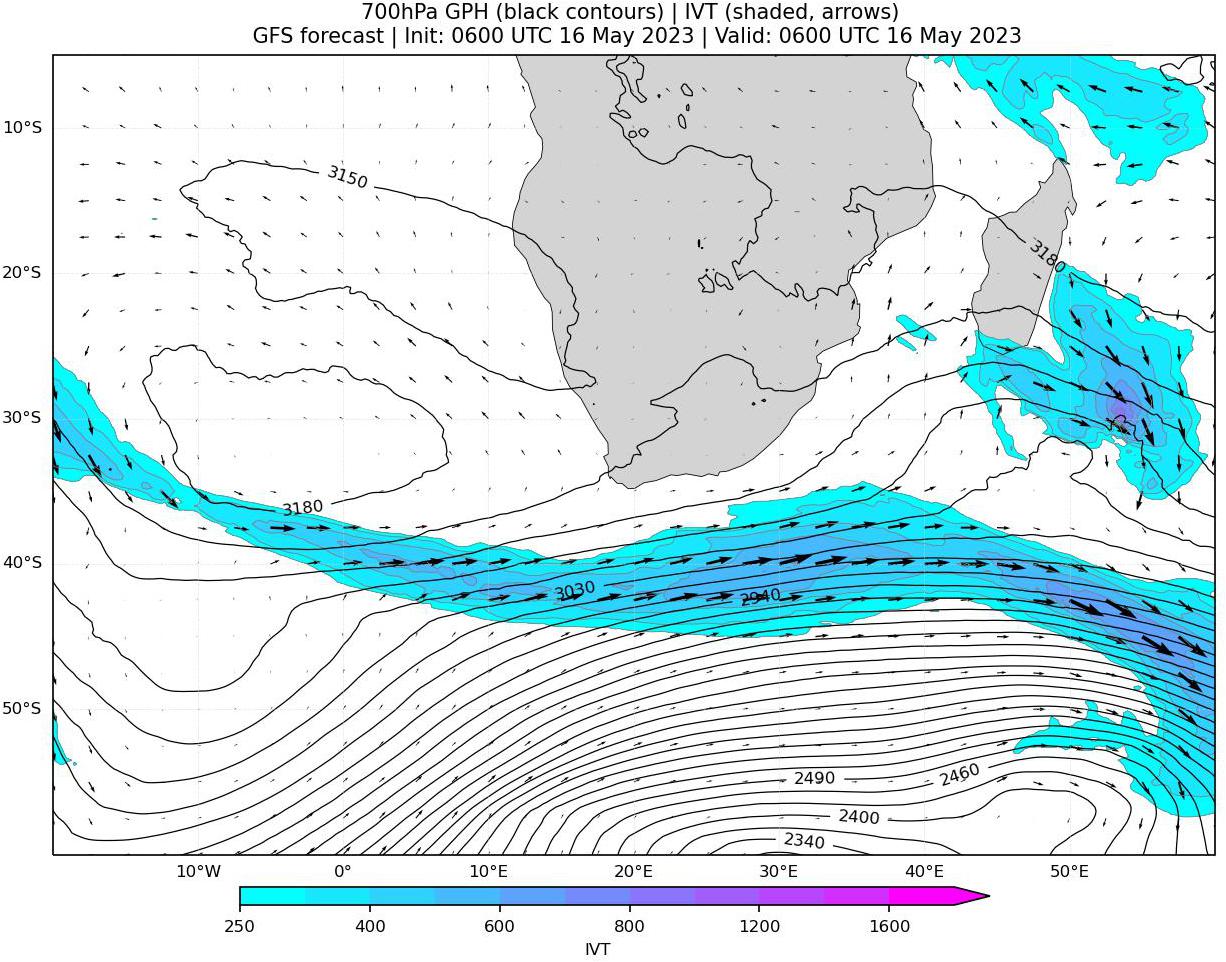 700hPa GPH (black contours) | IVT (shaded, arrows)
GFS forecast | Init: 0600 UTC 16 May 2023 | Valid: 0600 UTC 16 May 2023
10°S
3150
3180
20°S
30°S
3180
40°S
3030
2940
50°S
2490
2460
2400
2340
10°W 0° 10°E 20°E 30°E 40°E 50°E
250 400 600 800 1200 1600
IVT